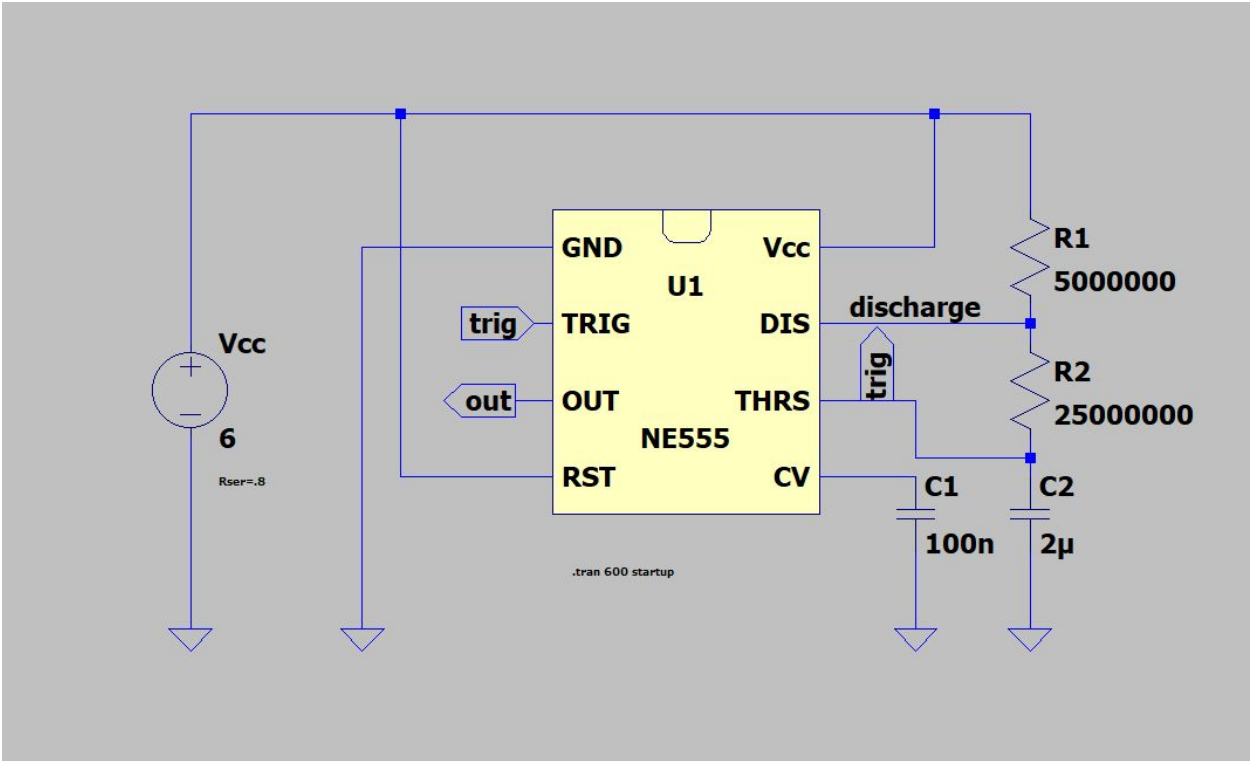 GND
Vcc
R1
U1
5000000
discharge
trig
TRIG
DIS
Vcc
trig
R2
out
OUT
THRS
25000000
6
NE555
Rser=.8
RST
CV
C1
C2
100n
2µ
.tran 600 startup